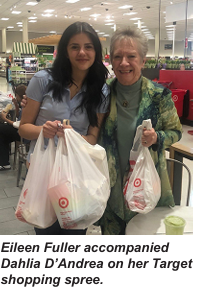 Eileen Fuller accompanied
Dahlia D’Andrea on her Target
shopping spree.